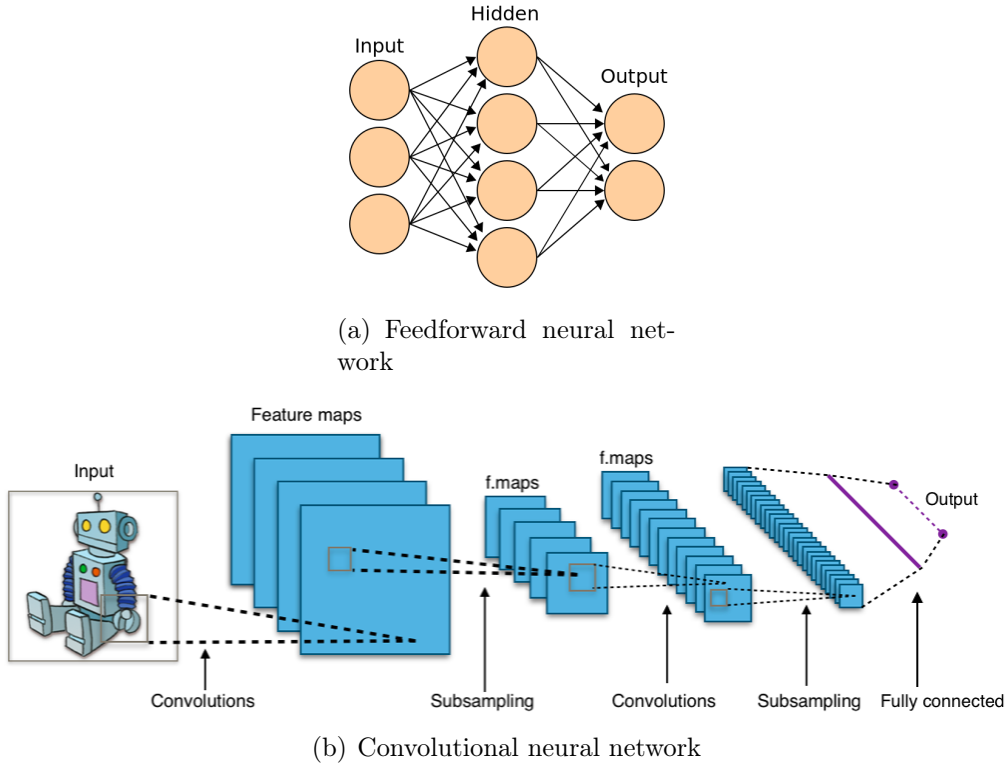 Hidden
Input
Output
(a) Feedforward neural net-
work
Feature maps
Input
f.maps
f.maps
Output
Convolutions
Subsampling
Convolutions
Subsampling
Fully connected
(b) Convolutional neural network